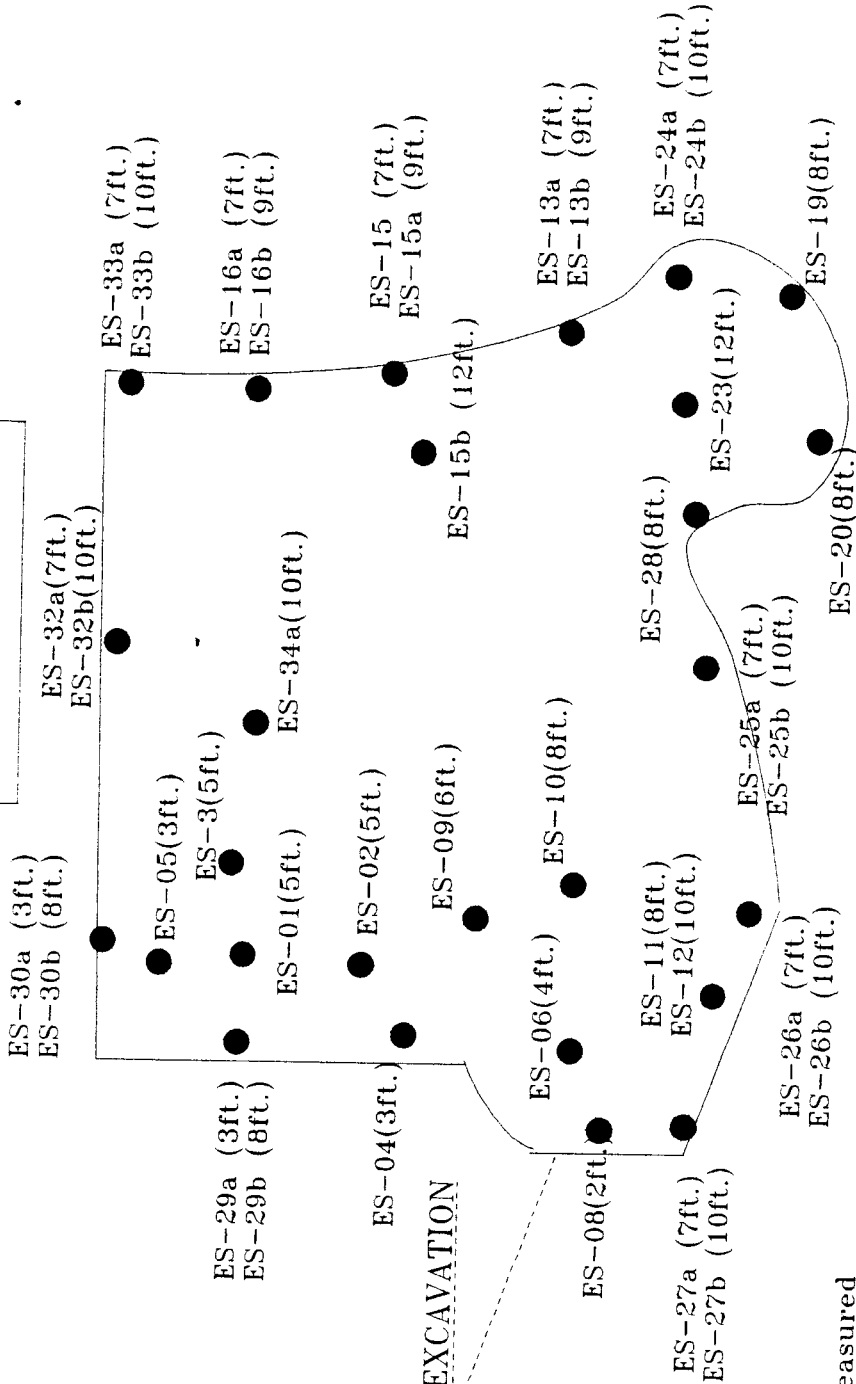 ES-33a (7ft.)
ES-33b (10ft.)
ES-16a (7ft.)
ES-16b (9ft.)
ES-15 (7ft.)
ES-15a (9ft.)
ES-13a (7ft.)
ES-13b (9ft.)
ES-24a (7ft.)
ES-24b (10ft.)
ES-19(8ft.)
ES-15b (12ft.)
ES-23(12ft.)
ES-20(8ft.)
ES-28(8ft.)
ES-32a(7ft.)
ES-32b(10ft.)
ES-34a(10ft.)
ES-25a (7ft.)
ES-25b (10ft.)
ES-30a (3ft.)
ES-30b (8ft.)
ES-05(3ft.)
ES-3(5ft.)
ES-01(5ft.)
ES-02(5ft.)
ES-09(6ft.)
ES-10(8ft.)
ES-06(4ft.)
ES-11(8ft.)
ES-12(10ft.)
ES-26a (7ft.)
ES-26b (10ft.)
ES-29a (3ft.)
ES-29b (8ft.)
ES-04(3ft.)
EXCAVATION
ES-08(2ft.)
ES-27a (7ft.)
ES-27b (10ft.)
easured